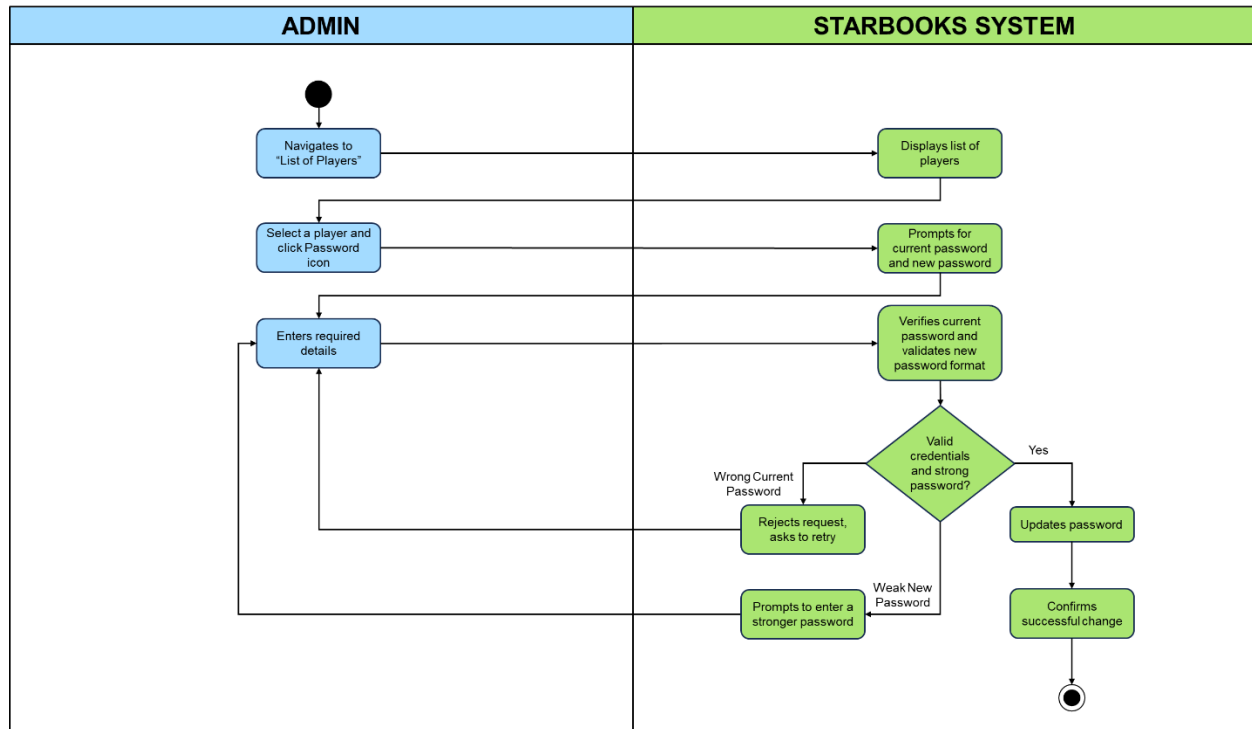 ADMIN
STARBOOKS SYSTEM
Navigates to
“List of Players”
Displays list of
players
Select a player and
click Password
icon
Prompts for
current password
and new password
Enters required
details
Verifies current
password and
validates new
password format
Valid
credentials
and strong
password?
Yes
Wrong Current
Password
Rejects request,
asks to retry
Updates password
Weak New
Password
Prompts to enter a
stronger password
Confirms
successful change